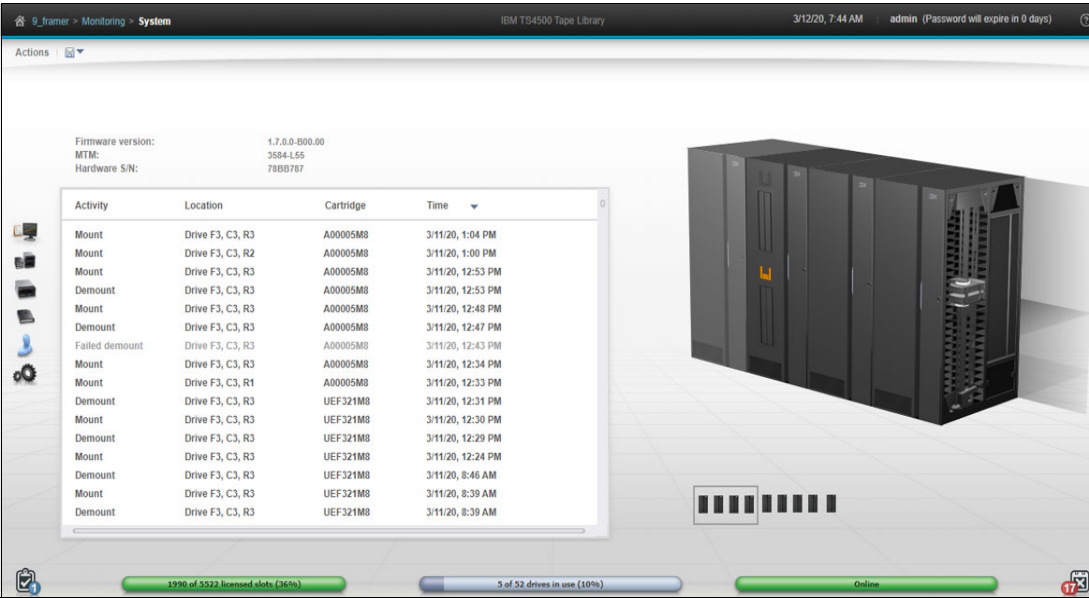 9_framer > Monitoring > System
IBM TS4500 Tape Library
3/12/20, 7:44 AM | admin (Password will expire in 0 days)
?
Actions
Firmware version: 1.7.0.0-B00.00
MTM: 3584-L55
Hardware S/N: 78BB787
Activity Location Cartridge Time 0
Mount Drive F3, C3, R3 A00005M8 3/11/20, 1:04 PM
Mount Drive F3, C3, R2 A00005M8 3/11/20, 1:00 PM
Mount Drive F3, C3, R3 A00005M8 3/11/20, 12:53 PM
Demount Drive F3, C3, R3 A00005M8 3/11/20, 12:53 PM
Mount Drive F3, C3, R3 A00005M8 3/11/20, 12:48 PM
Demount Drive F3, C3, R3 A00005M8 3/11/20, 12:47 PM
Failed demount Drive F3, C3, R3 A00005M8 3/11/20, 12:43 PM
Mount Drive F3, C3, R3 A00005M8 3/11/20, 12:34 PM
Mount Drive F3, C3, R1 A00005M8 3/11/20, 12:33 PM
Demount Drive F3, C3, R3 UEF321M8 3/11/20, 12:31 PM
Mount Drive F3, C3, R3 UEF321M8 3/11/20, 12:30 PM
Demount Drive F3, C3, R3 UEF321M8 3/11/20, 12:29 PM
Mount Drive F3, C3, R3 UEF321M8 3/11/20, 12:24 PM
Demount Drive F3, C3, R3 UEF321M8 3/11/20, 8:46 AM
Mount Drive F3, C3, R3 UEF321M8 3/11/20, 8:39 AM
Demount Drive F3, C3, R3 UEF321M8 3/11/20, 8:39 AM
1
1990 of 5522 licensed slots (36%)
5 of 52 drives in use (10%)
Online
17